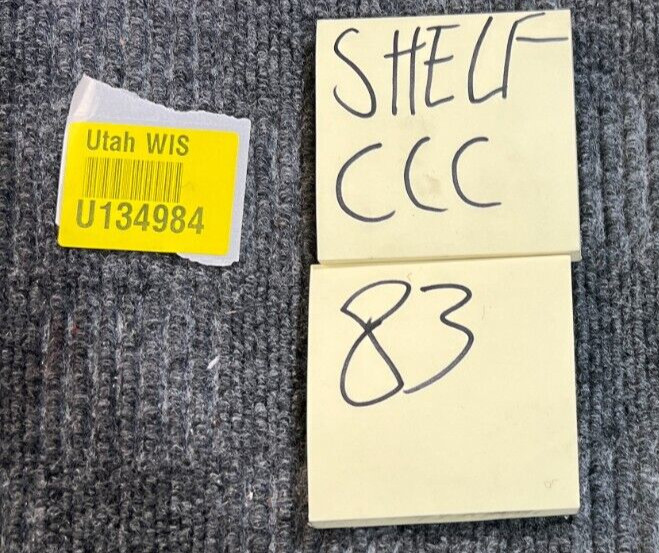 Utah WIS
U134984
SHELF
CCC
83